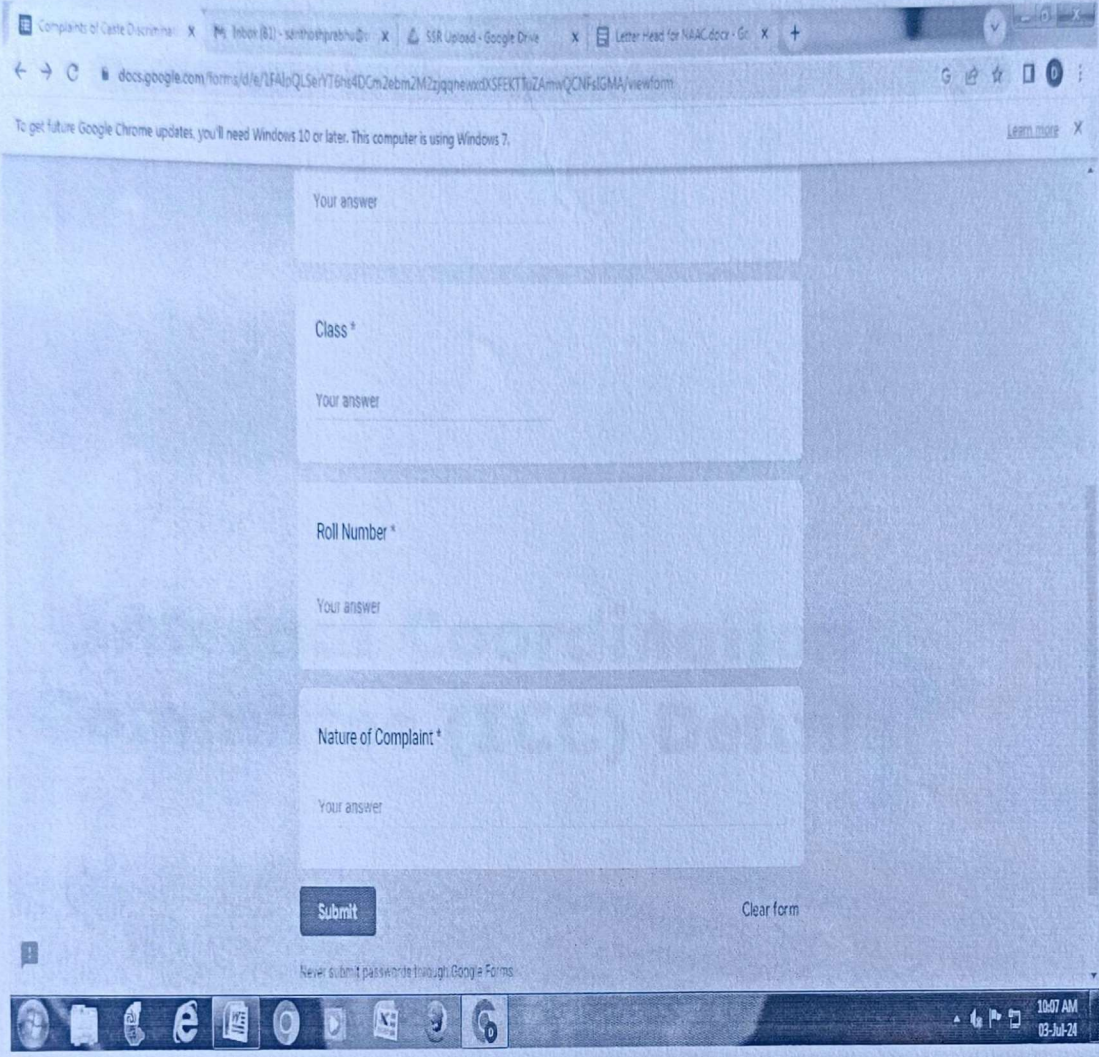 Complaints of Caste Discrimina X
Inbox (81) - santhoshprabhu@ X
SSR Upload - Google Drive X
Letter Head for NAAC.docx - Go X +
To get future Google Chrome updates, you'll need Windows 10 or later. This computer is using Windows 7.
Learn more X
Your answer
Class *
Your answer
Roll Number *
Your answer
Nature of Complaint *
Your answer
Submit
Clear form
Never submit passwords through Google Forms
10:07 AM
03-Jul-24